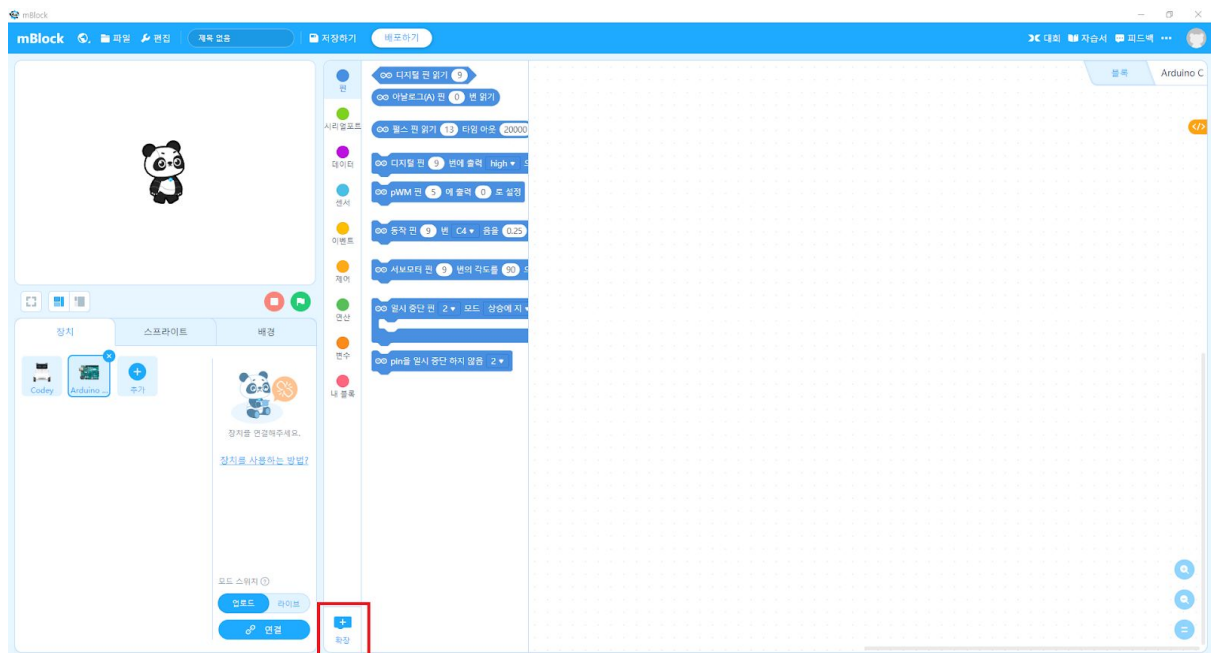 mBlock
mBlock 파일 편집 제목 없음 저장하기 배포하기 대회 자습서 피드백
블록 Arduino C
핀
시리얼포트
데이터
센서
이벤트
제어
연산
변수
내 블록
확장
디지털 핀 읽기 9
아날로그(A) 핀 0 번 읽기
펄스 핀 읽기 13 타임 아웃 20000
디지털 핀 9 번에 출력 high
pWM 핀 5 에 출력 0 로 설정
동작 핀 9 번 C4 음을 0.25
서보모터 핀 9 번의 각도를 90
일시 중단 핀 2 모드 상승에 지
pin을 일시 중단 하지 않음 2
장치 스프라이트 배경
Codey Arduino ... 추가
장치를 연결해주세요.
장치를 사용하는 방법?
모드 스위치
업로드 라이브
연결